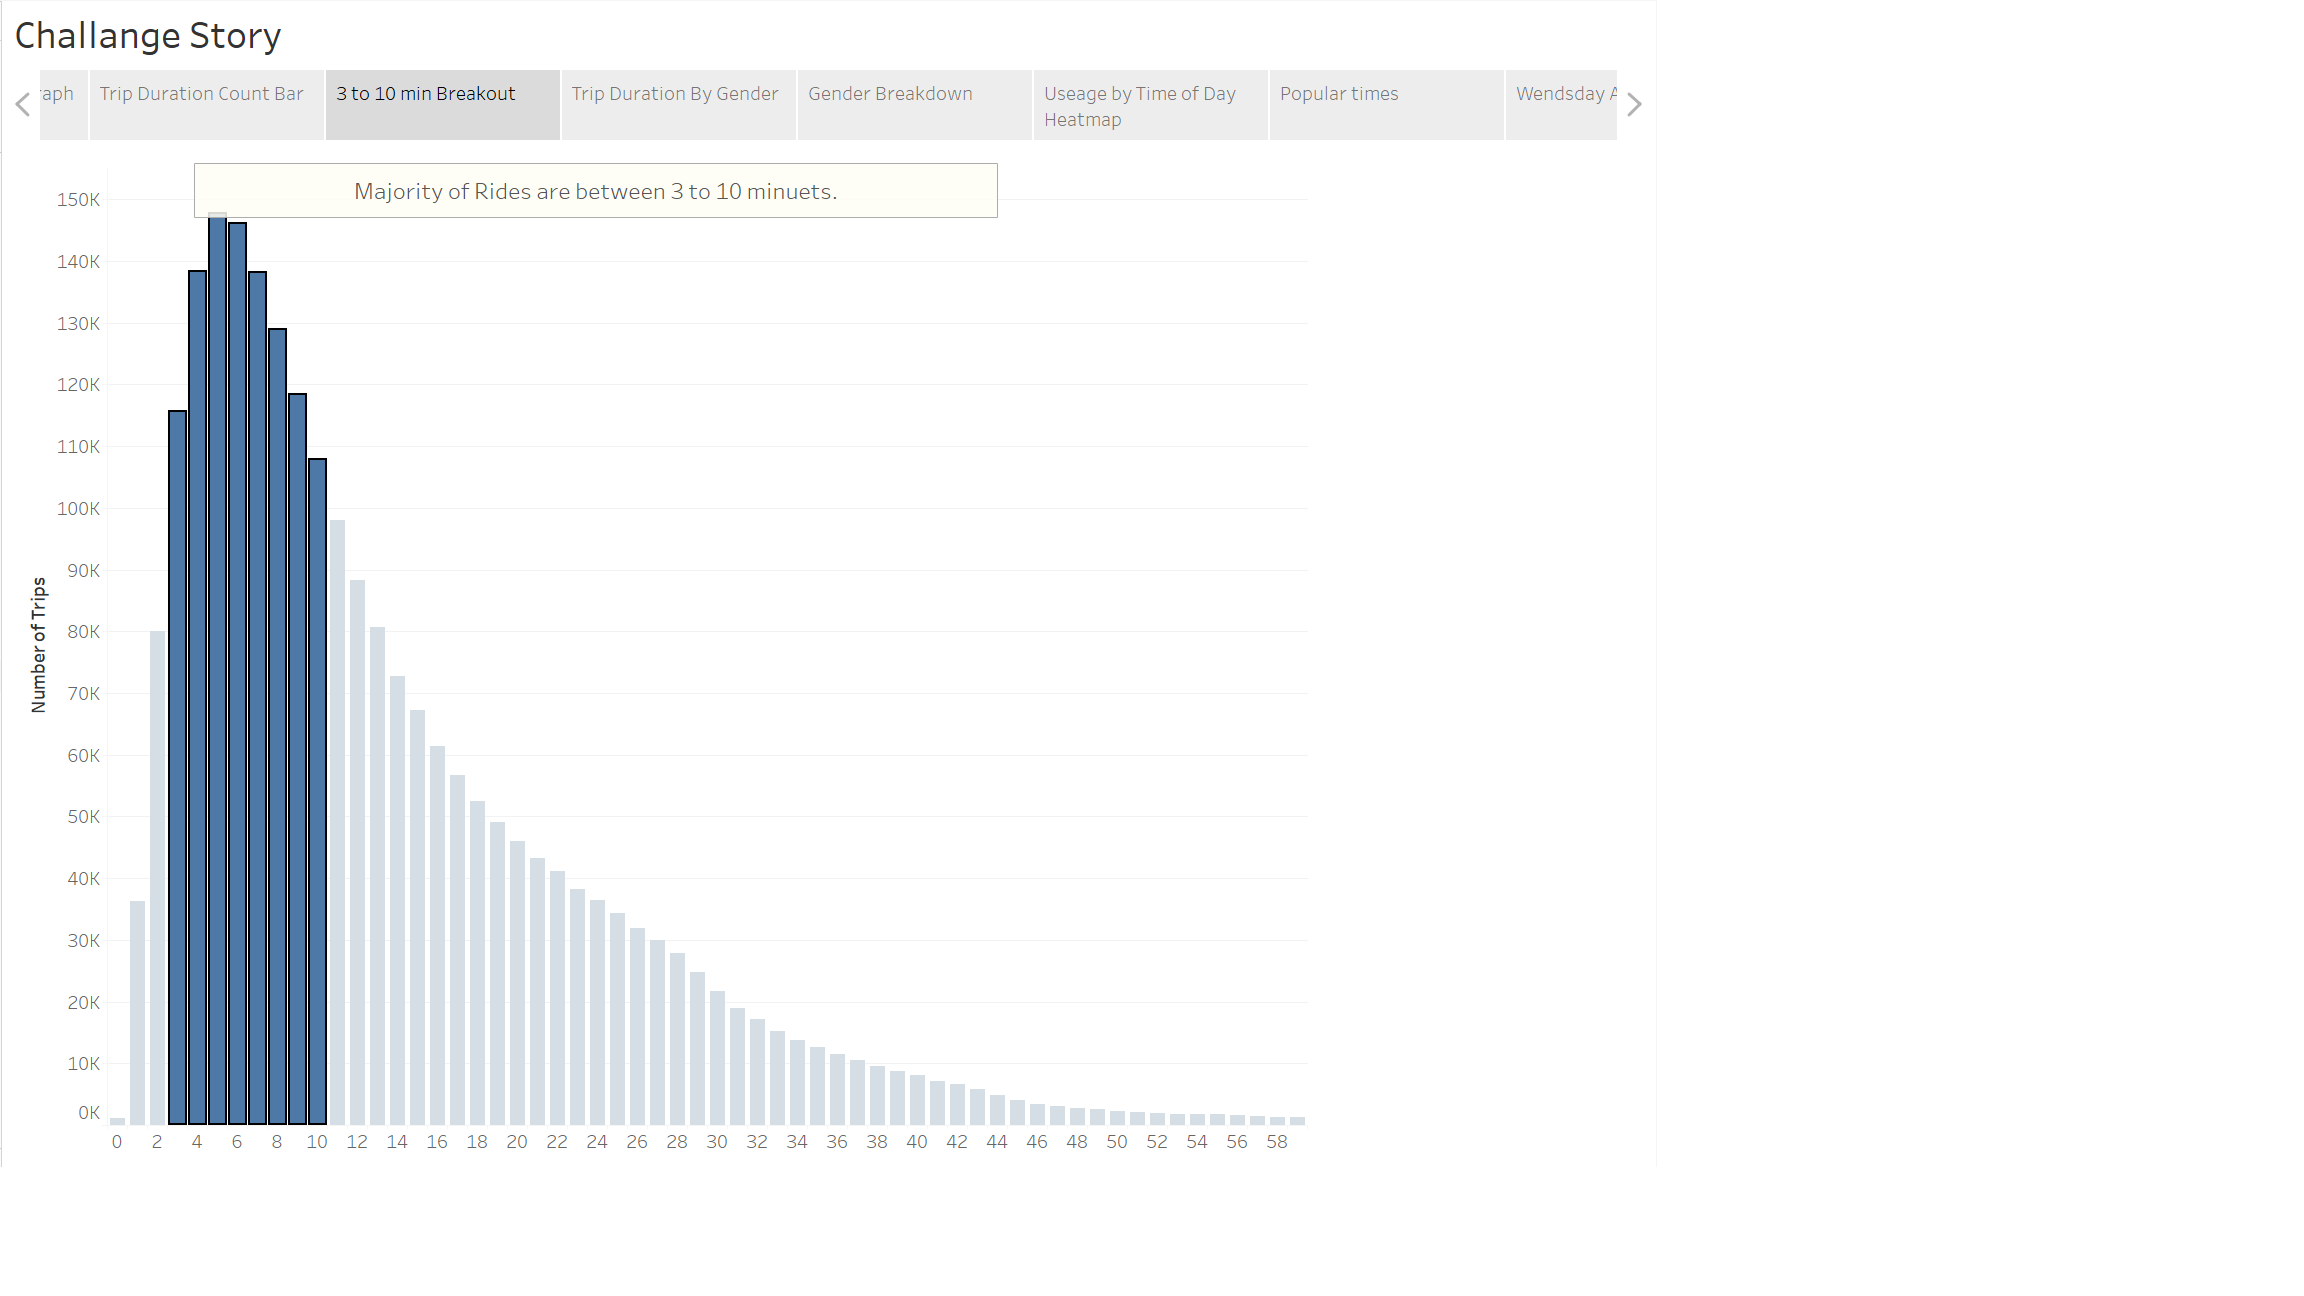 Challange Story
raph
Trip Duration Count Bar
3 to 10 min Breakout
Trip Duration By Gender
Gender Breakdown
Useage by Time of Day
Heatmap
Popular times
Wendsday A
Majority of Rides are between 3 to 10 minuets.
150K
140K
130K
120K
110K
100K
90K
80K
70K
60K
50K
40K
30K
20K
10K
0K
Number of Trips
0 2 4 6 8 10 12 14 16 18 20 22 24 26 28 30 32 34 36 38 40 42 44 46 48 50 52 54 56 58